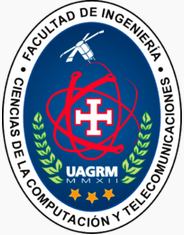 FACULTAD DE INGENIERÍA
CIENCIAS DE LA COMPUTACIÓN Y TELECOMUNICACIONES
UAGRM
MMXII